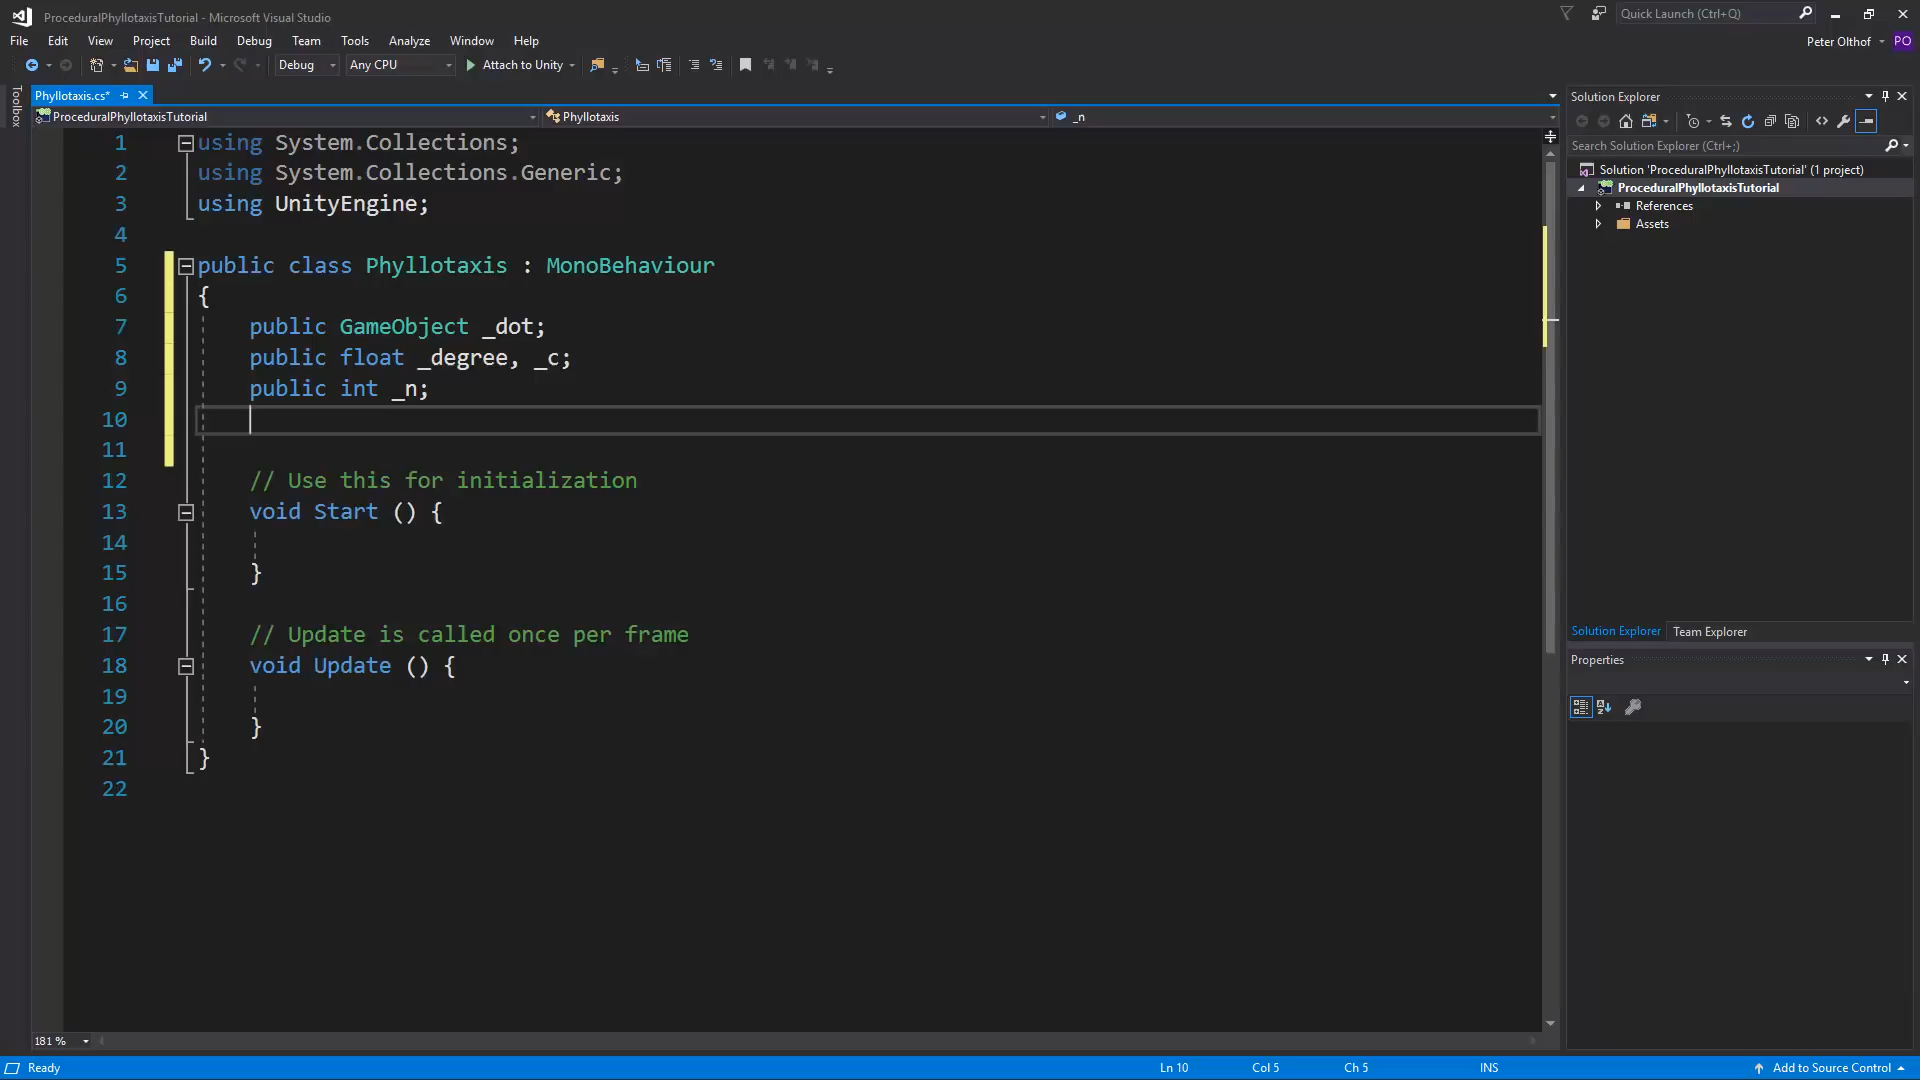 ProceduralPhyllotaxisTutorial - Microsoft Visual Studio
Quick Launch (Ctrl+Q)
File Edit View Project Build Debug Team Tools Analyze Window Help
Peter Olthof PO
Debug Any CPU Attach to Unity
Toolbox
Phyllotaxis.cs*
Solution Explorer
ProceduralPhyllotaxisTutorial Phyllotaxis _n
Search Solution Explorer (Ctrl+;)
Solution 'ProceduralPhyllotaxisTutorial' (1 project)
ProceduralPhyllotaxisTutorial
References
Assets
1 using System.Collections;
2 using System.Collections.Generic;
3 using UnityEngine;
4
5 public class Phyllotaxis : MonoBehaviour
6 {
7 public GameObject _dot;
8 public float _degree, _c;
9 public int _n;
10
11
12 // Use this for initialization
13 void Start () {
14
15 }
16
17 // Update is called once per frame
18 void Update () {
19
20 }
21 }
22
Solution Explorer Team Explorer
Properties
181 %
Ready Ln 10 Col 5 Ch 5 INS Add to Source Control